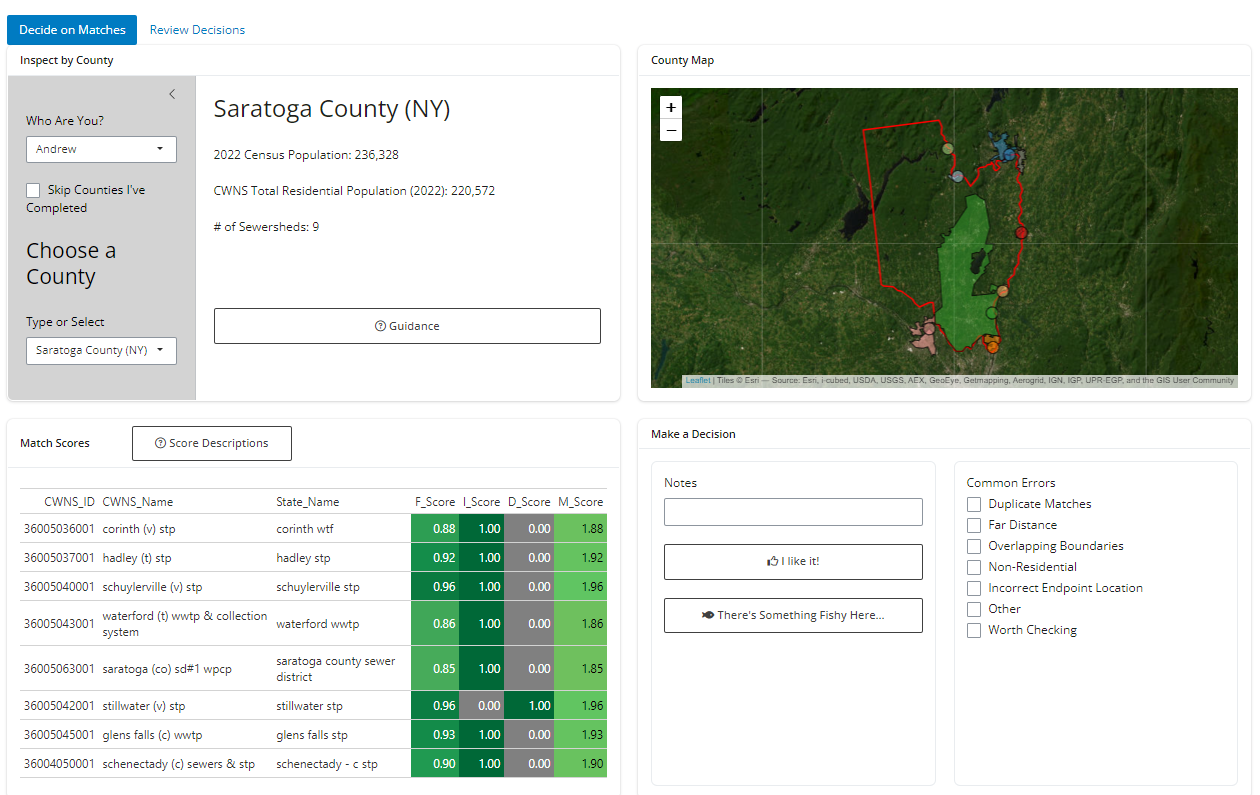 Decide on Matches Review Decisions
Inspect by County
Who Are You?
Andrew
Skip Counties I've
Completed
Choose a
County
Type or Select
Saratoga County (NY)
Saratoga County (NY)
2022 Census Population: 236,328
CWNS Total Residential Population (2022): 220,572
# of Sewersheds: 9
Guidance
County Map
+
−
Leaflet | Tiles © Esri — Source: Esri, i-cubed, USDA, USGS, AEX, GeoEye, Getmapping, Aerogrid, IGN, IGP, UPR-EGP, and the GIS User Community
Match Scores Score Descriptions
CWNS_ID CWNS_Name State_Name F_Score I_Score D_Score M_Score
36005036001 corinth (v) stp corinth wtf 0.88 1.00 0.00 1.88
36005037001 hadley (t) stp hadley stp 0.92 1.00 0.00 1.92
36005040001 schuylerville (v) stp schuylerville stp 0.96 1.00 0.00 1.96
36005043001 waterford (t) wwtp & collection
system waterford wwtp 0.86 1.00 0.00 1.86
36005063001 saratoga (co) sd#1 wpcp saratoga county sewer
district 0.85 1.00 0.00 1.85
36005042001 stillwater (v) stp stillwater stp 0.96 0.00 1.00 1.96
36005045001 glens falls (c) wwtp glens falls stp 0.93 1.00 0.00 1.93
36004050001 schenectady (c) sewers & stp schenectady - c stp 0.90 1.00 0.00 1.90
Make a Decision
Notes
I like it!
There's Something Fishy Here...
Common Errors
Duplicate Matches
Far Distance
Overlapping Boundaries
Non-Residential
Incorrect Endpoint Location
Other
Worth Checking